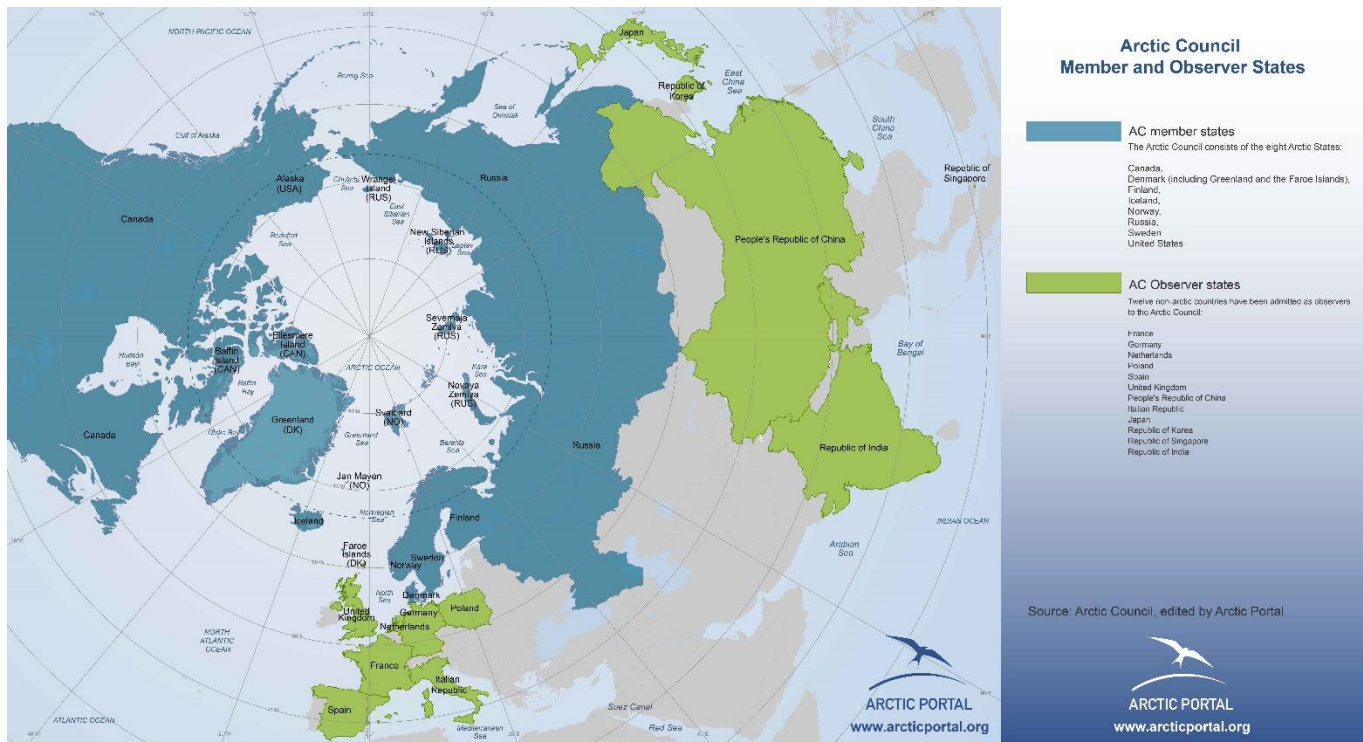 NORTH PACIFIC OCEAN
Japan
Bering Sea
Republic of
Korea
East
China
Sea
Sea of
Okhotsk
Gulf of Alaska
South
China
Sea
Republic of
Singapore
Alaska
(USA)
Chukchi
Sea
Wrangel
Island
(RUS)
Russia
Canada
East
Siberian
Sea
Beaufort
Sea
New Siberian
Islands
(RUS)
Laptev
Sea
People's Republic of China
Severnaja
Zemlya
(RUS)
Hudson
Bay
Baffin
Island
(CAN)
Ellesmere
Island
(CAN)
Bay of
Bengal
ARCTIC OCEAN
Kara
Sea
Baffin
Bay
Novaya
Zemlya
(RUS)
Svalbard
(NO)
Greenland
(DK)
Canada
Disko Bay
Greenland
Sea
Barents
Sea
Russia
Republic of India
Jan Mayen
(NO)
Norwegian
Sea
Iceland
Finland
INDIAN OCEAN
Arabian
Sea
Faroe
Islands
(DK)
Sweden
Norway
North
Sea
Denmark
United
Kingdom
Germany
Poland
Netherlands
NORTH
ATLANTIC
OCEAN
France
Italian
Republic
Spain
ATLANTIC OCEAN
Mediterranean
Sea
Suez Canal
Red Sea
ARCTIC PORTAL
www.arcticportal.org
Arctic Council
Member and Observer States
AC member states
The Arctic Council consists of the eight Arctic States:
Canada,
Denmark (including Greenland and the Faroe Islands),
Finland,
Iceland,
Norway,
Russia,
Sweden
United States
AC Observer states
Twelve non-arctic countries have been admitted as observers
to the Arctic Council:
France
Germany
Netherlands
Poland
Spain
United Kingdom
People's Republic of China
Italian Republic
Japan
Republic of Korea
Republic of Singapore
Republic of India
Source: Arctic Council, edited by Arctic Portal
ARCTIC PORTAL
www.arcticportal.org